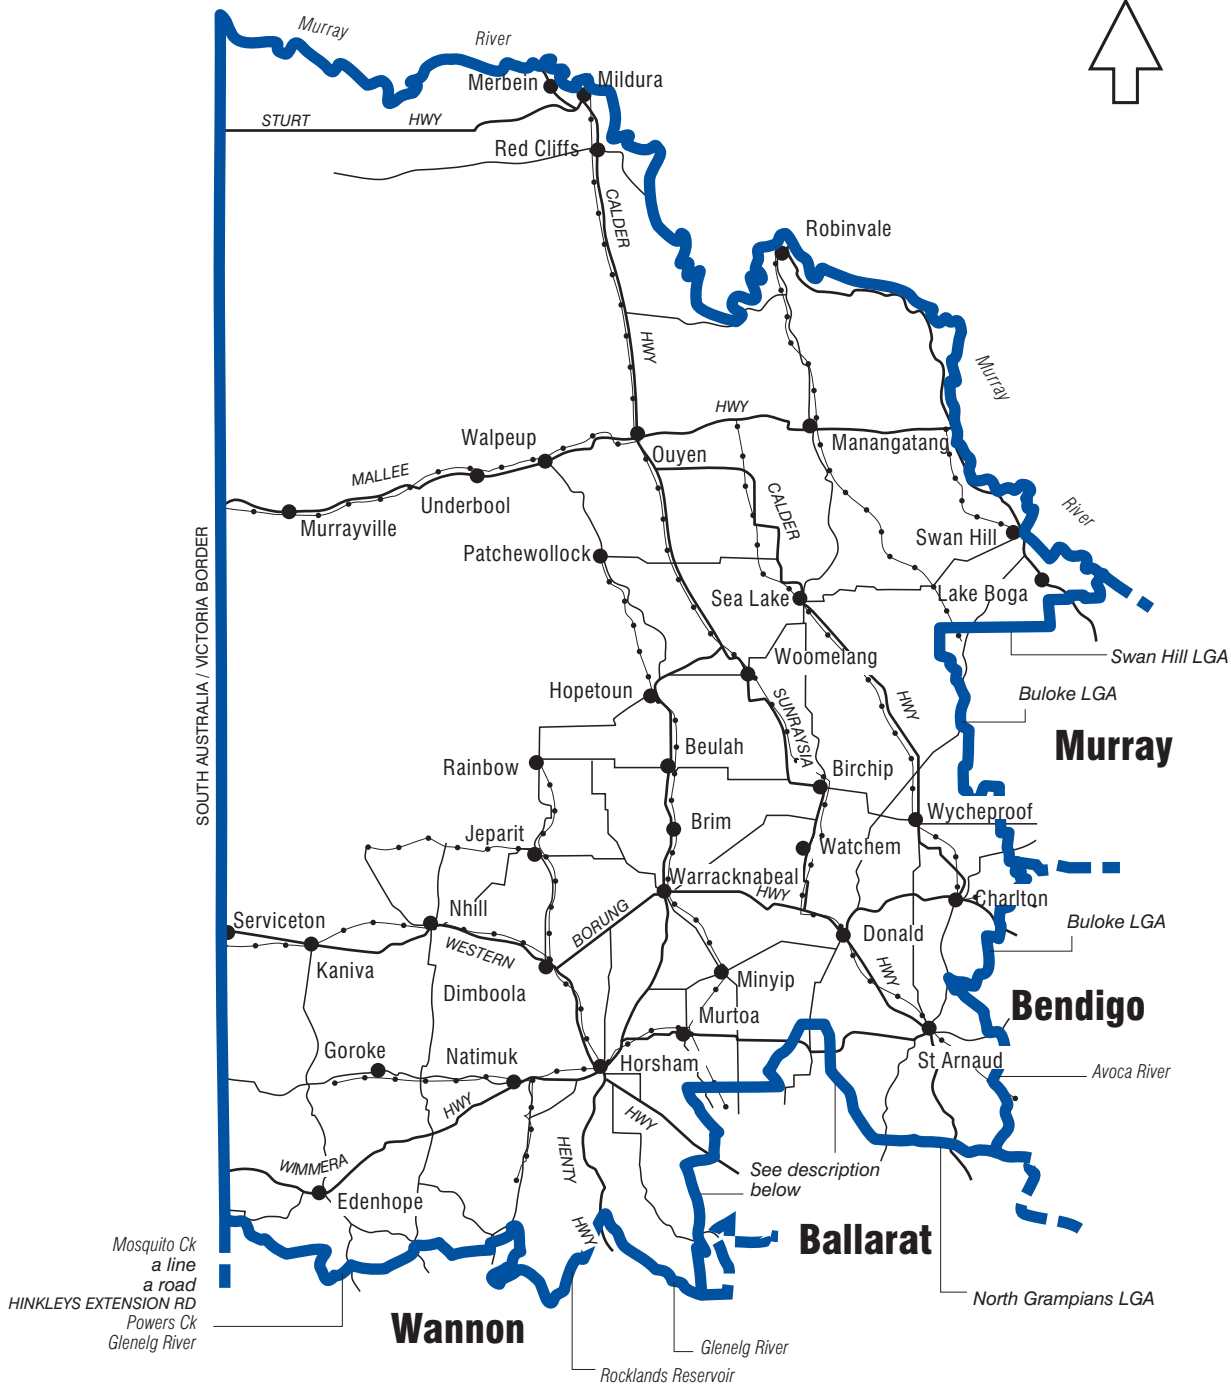 Murray
River
Merbein
Mildura
STURT
HWY
Red Cliffs
CALDER
Robinvale
HWY
Murray
HWY
Walpeup
Ouyen
Manangatang
MALLEE
Underbool
CALDER
Murrayville
River
Swan Hill
Patchewollock
Sea Lake
Lake Boga
SOUTH AUSTRALIA / VICTORIA BORDER
Woomelang
Swan Hill LGA
Hopetoun
SUNRAYSIA
HWY
Buloke LGA
Murray
Beulah
Rainbow
Birchip
Wycheproof
Brim
Jeparit
Watchem
Warracknabeal
HWY
Charlton
Nhill
BORUNG
Serviceton
Donald
Buloke LGA
WESTERN
Kaniva
HWY
Minyip
Dimboola
Bendigo
Murtoa
Goroke
Natimuk
Horsham
St Arnaud
Avoca River
HWY
HWY
HENTY
WIMMERA
See description
below
Edenhope
HWY
Ballarat
Mosquito Ck
a line
a road
HINKLEYS EXTENSION RD
Powers Ck
Glenelg River
North Grampians LGA
Wannon
Glenelg River
Rocklands Reservoir